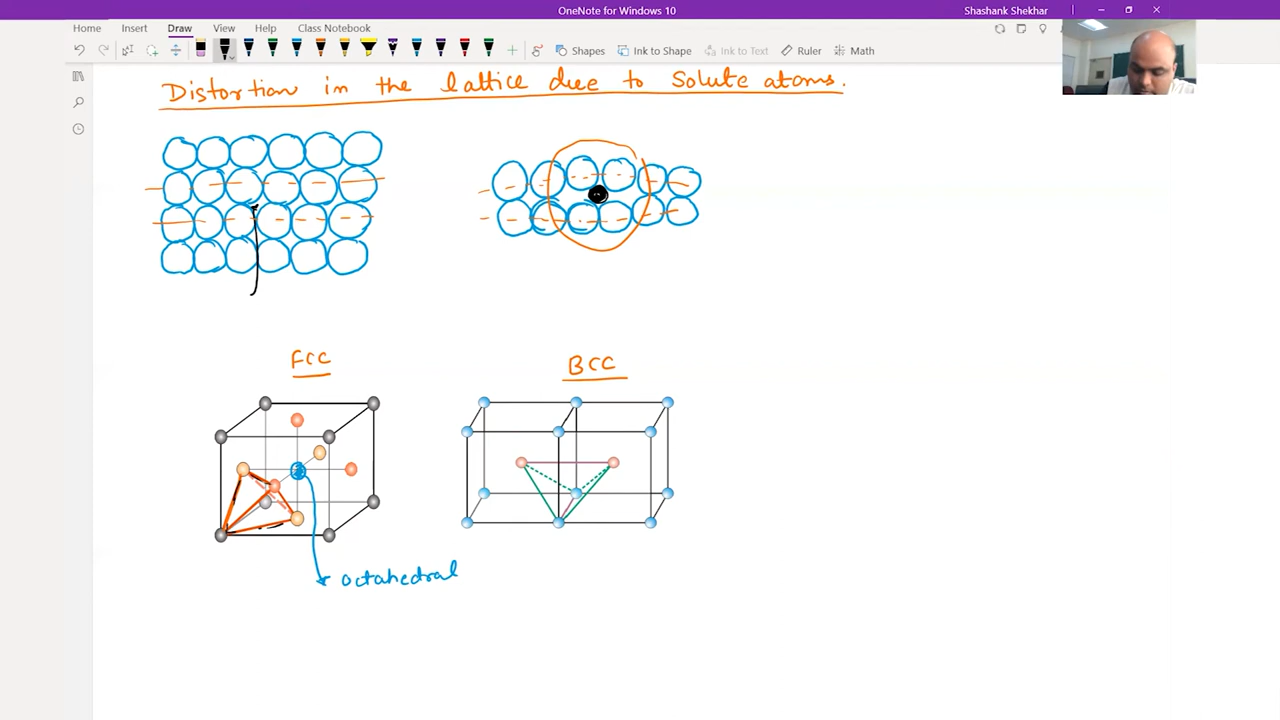 OneNote for Windows 10
Shashank Shekhar
Home Insert Draw View Help Class Notebook
Shapes Ink to Shape Ink to Text Ruler Math
Distortion in the lattice due to Solute atoms.
FCC
BCC
octahedral